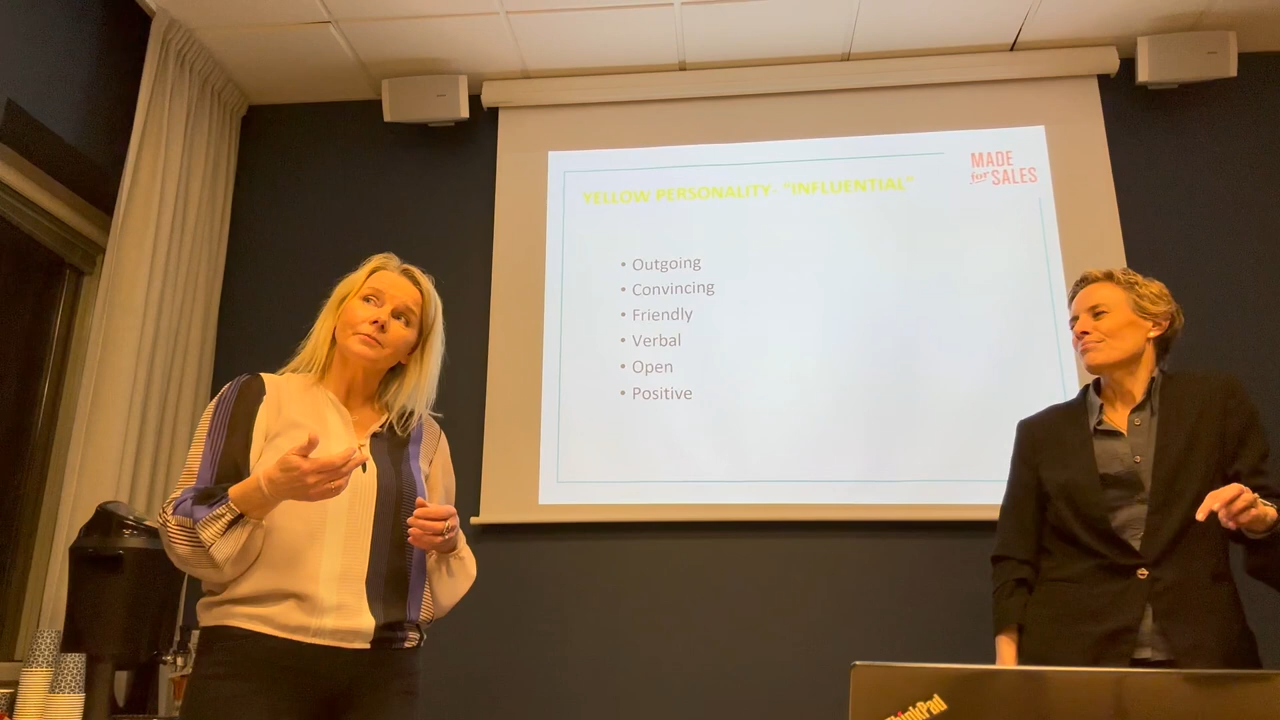 MADE
for SALES
YELLOW PERSONALITY- "INFLUENTIAL"
• Outgoing
• Convincing
• Friendly
• Verbal
• Open
• Positive
ThinkPad